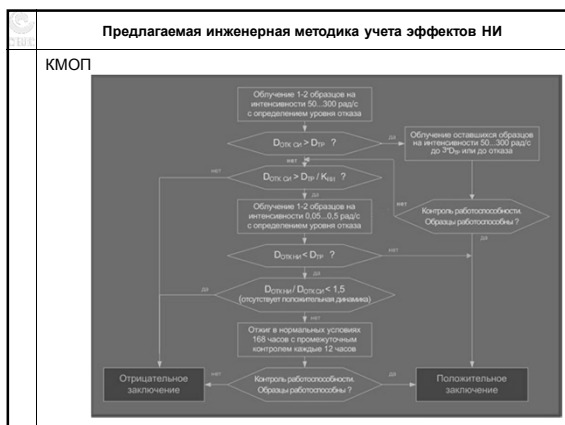 Предлагаемая инженерная методика учета эффектов НИ
КМОП
Облучение 1-2 образцов на
интенсивности 50...300 рад/с
с определением уровня отказа
DОТК СИ > DТР ?
да
Облучение оставшихся образцов
на интенсивности 50...300 рад/с
до 3*DТР или до отказа
нет
DОТК СИ > DТР / KНИ ?
нет
да
Облучение 1-2 образцов на
интенсивности 0,05...0,5 рад/с
с определением уровня отказа
нет
Контроль работоспособности.
Образцы работоспособны ?
да
DОТК НИ < DТР ?
нет
да
DОТК НИ / DОТК СИ < 1,5
(отсутствует положительная динамика)
да
нет
Отжиг в нормальных условиях
168 часов с промежуточным
контролем каждые 12 часов
Отрицательное
заключение
нет
Контроль работоспособности.
Образцы работоспособны ?
да
Положительное
заключение